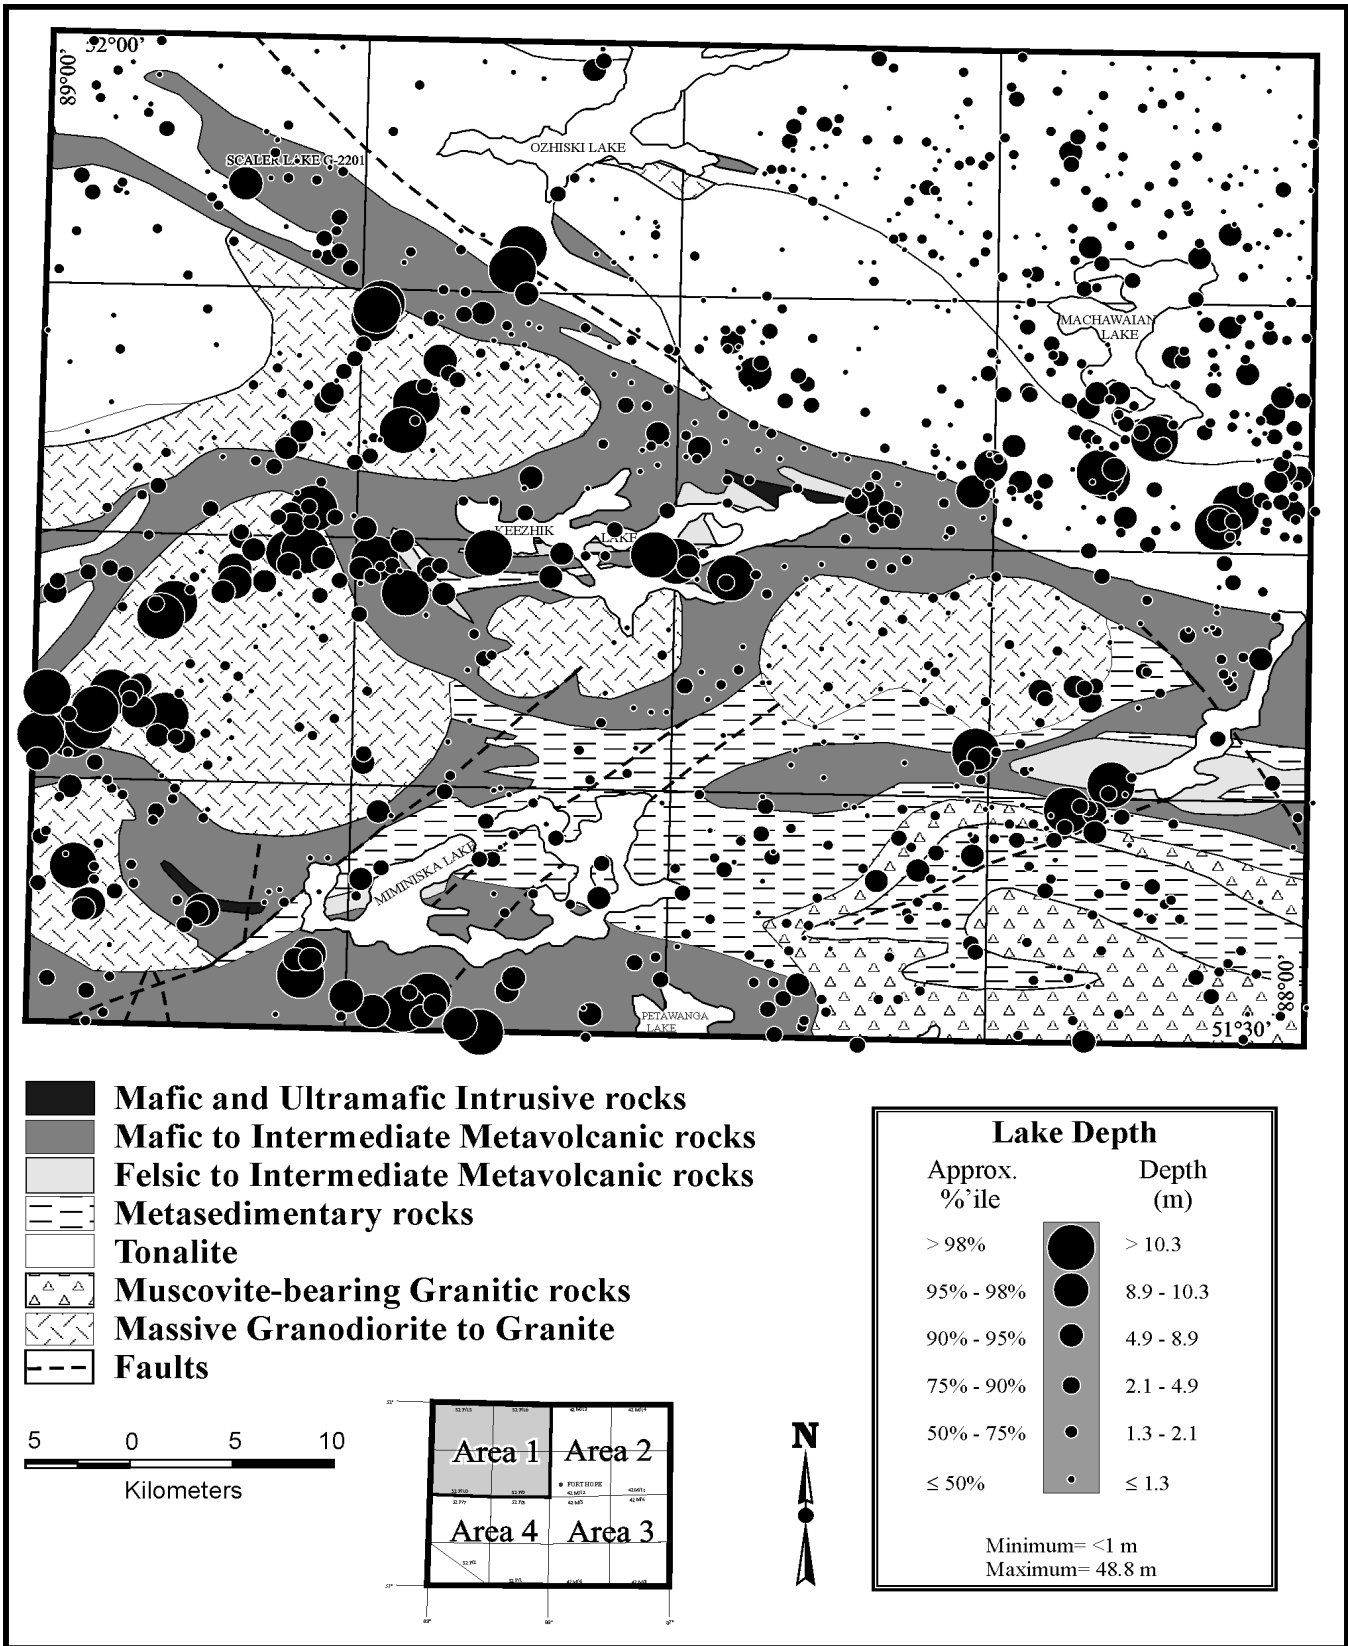 52°00'
89°00'
OZHISKI LAKE
SCALER LAKE G-2201
MACHAWAIAN
LAKE
KEEZHIK
LAKE
MIMINISKA LAKE
PETAWANGA
LAKE
88°00'
51°30'
Mafic and Ultramafic Intrusive rocks
Mafic to Intermediate Metavolcanic rocks
Felsic to Intermediate Metavolcanic rocks
Metasedimentary rocks
Tonalite
Muscovite-bearing Granitic rocks
Massive Granodiorite to Granite
Faults
5 0 5 10
Kilometers
Area 1
Area 2
FORT HOPE
Area 4
Area 3
N
Lake Depth
Approx. Depth
%'ile (m)
> 98% > 10.3
95% - 98% 8.9 - 10.3
90% - 95% 4.9 - 8.9
75% - 90% 2.1 - 4.9
50% - 75% 1.3 - 2.1
≤ 50% ≤ 1.3
Minimum= <1 m
Maximum= 48.8 m